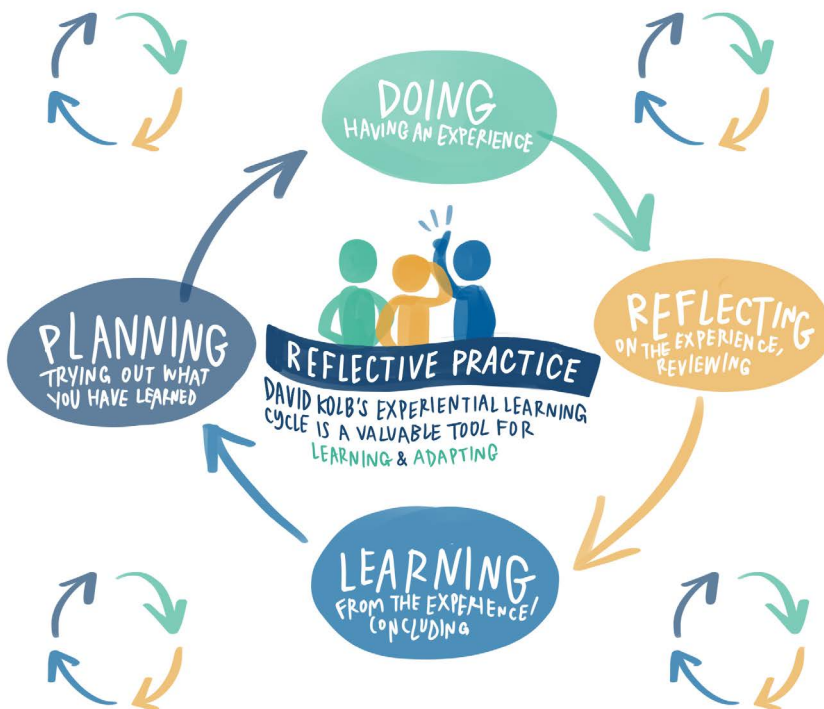 DOING
HAVING AN EXPERIENCE
REFLECTING
ON THE EXPERIENCE,
REVIEWING
LEARNING
FROM THE EXPERIENCE/
CONCLUDING
PLANNING
TRYING OUT WHAT
YOU HAVE LEARNED
REFLECTIVE PRACTICE
DAVID KOLB'S EXPERIENTIAL LEARNING
CYCLE IS A VALUABLE TOOL FOR
LEARNING & ADAPTING